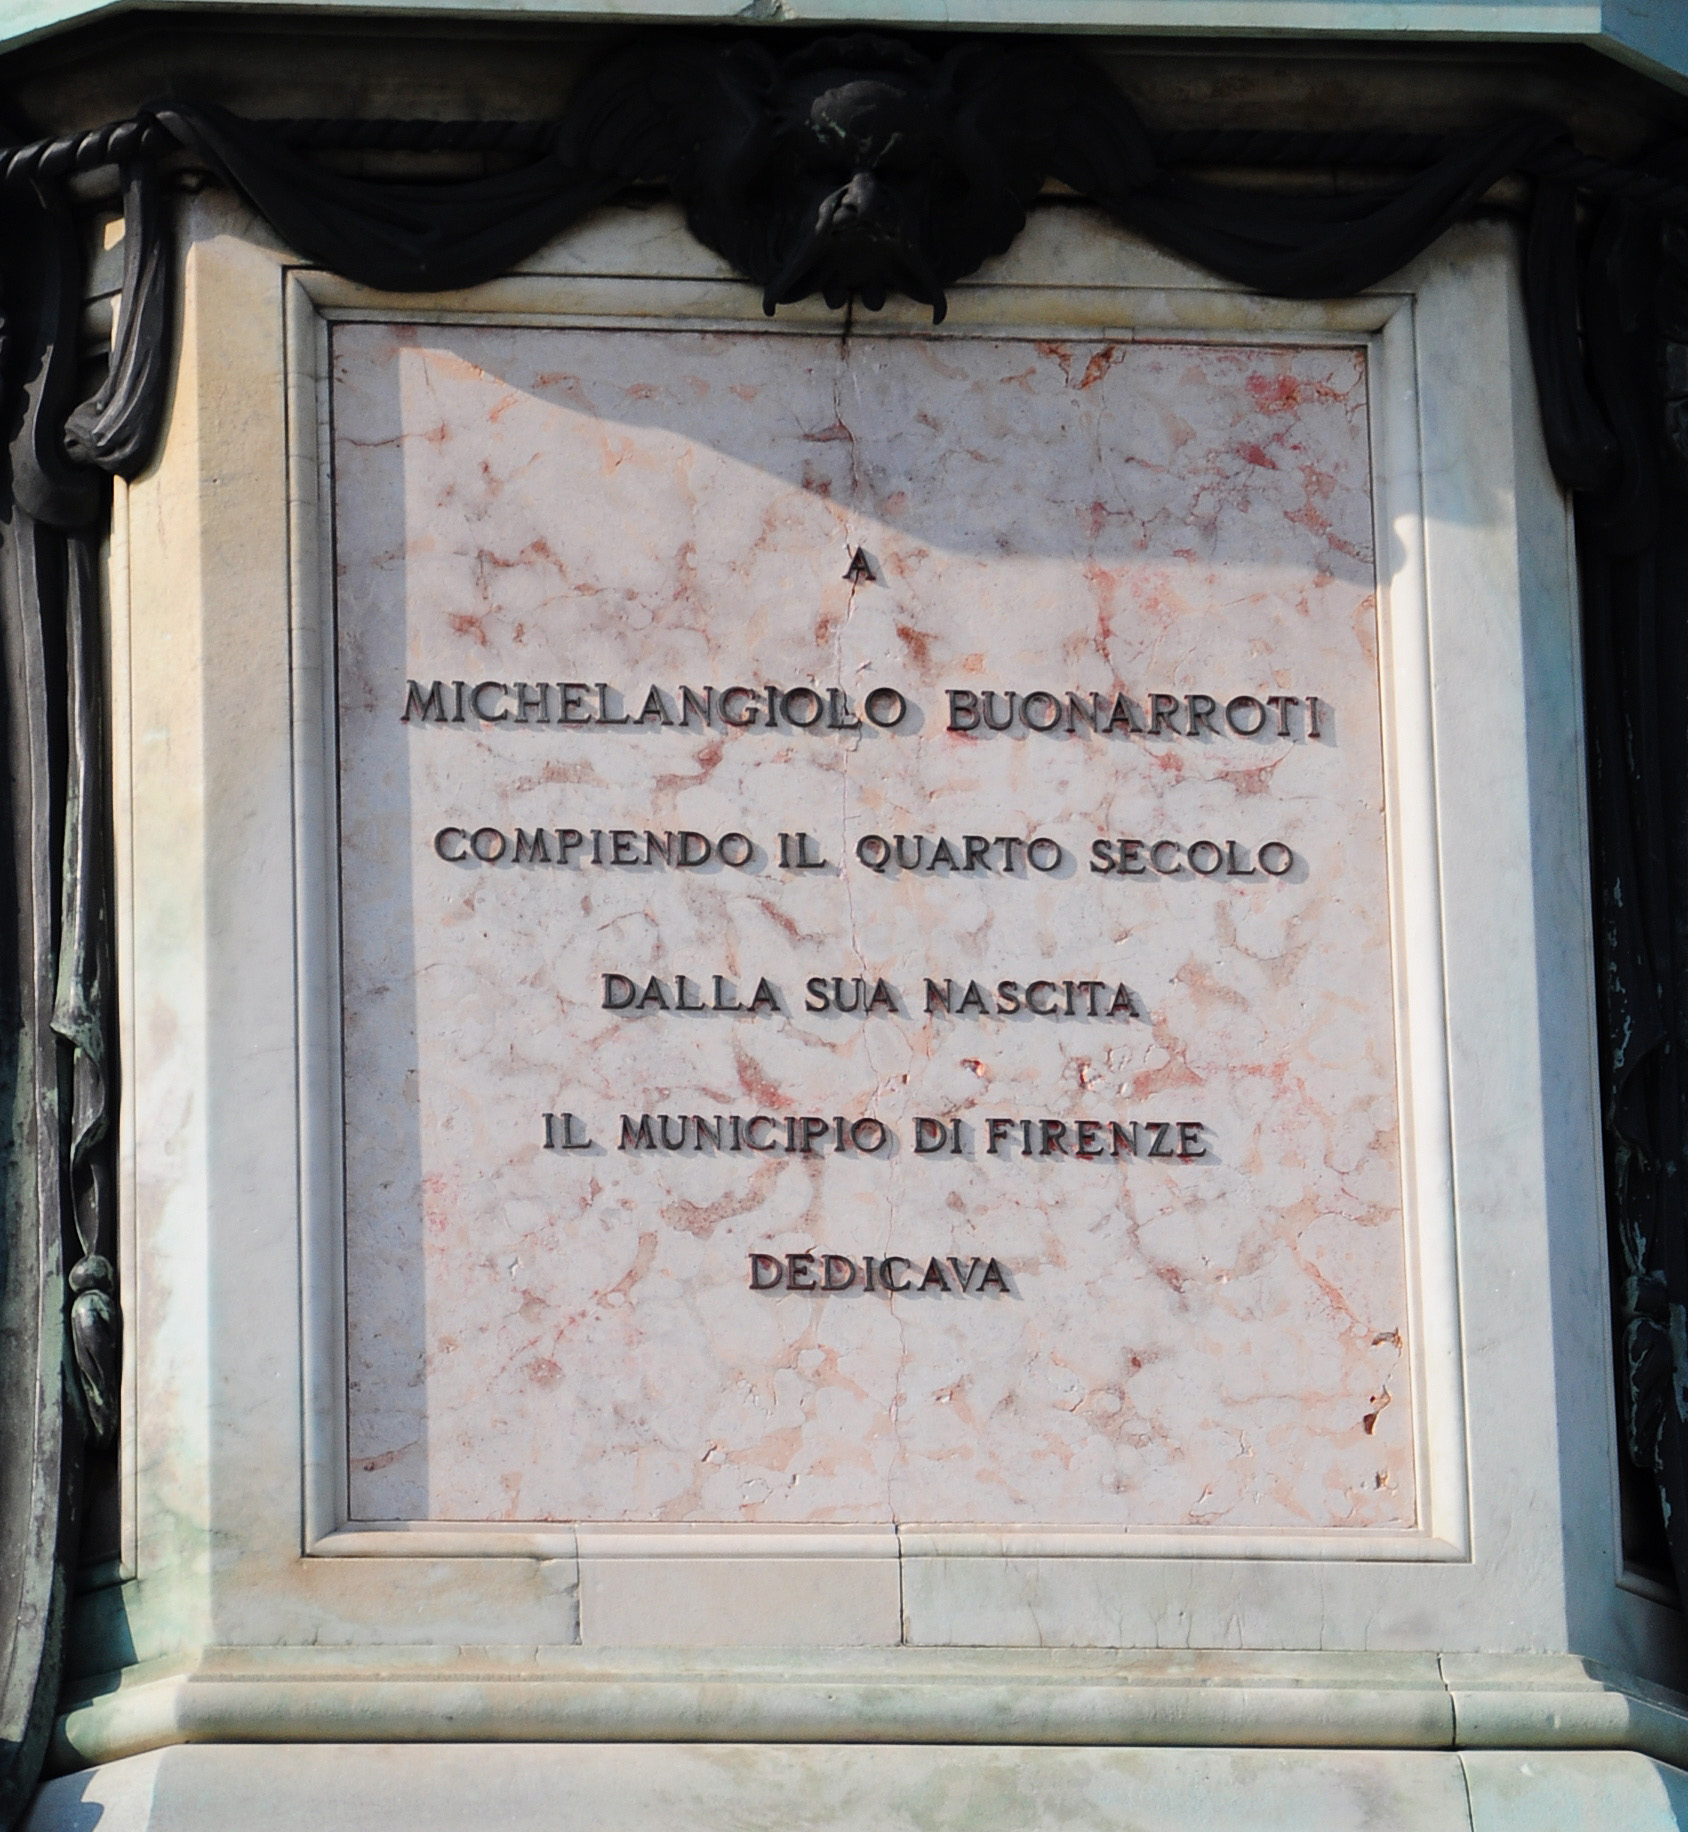 A
MICHELANGIOLO BUONARROTI
COMPIENDO IL QUARTO SECOLO
DALLA SUA NASCITA
IL MUNICIPIO DI FIRENZE
DEDICAVA